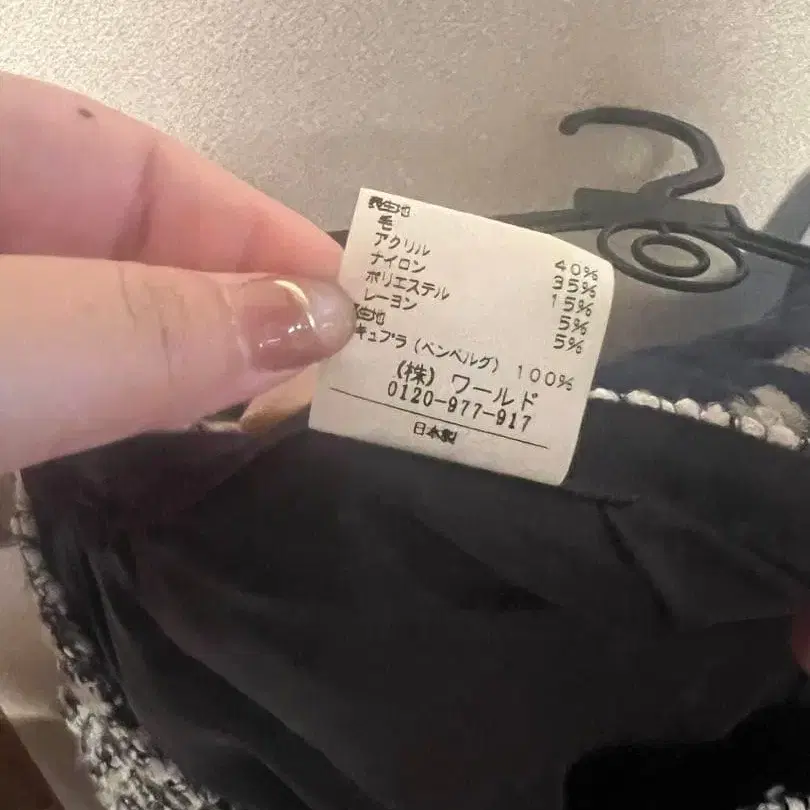 表生地
毛 40%
アクリル 35%
ナイロン 15%
ポリエステル 5%
レーヨン 5%
生地
キュプラ (ベンベルグ) 100%
(株) ワールド
0120-977-917
日本製